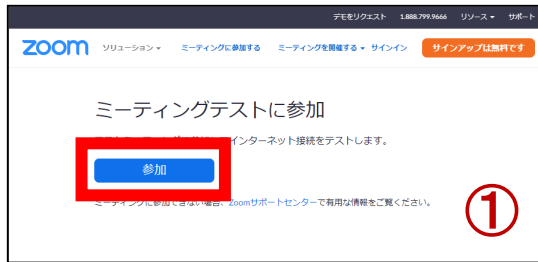 デモをリクエスト 1.888.799.9666 リソース サポート
zoom ソリューション ミーティングに参加する ミーティングを開催する サインイン サインアップは無料です
ミーティングテストに参加
インターネット接続をテストします。
参加
ミーティングに参加できない場合、Zoomサポートセンターで有用な情報をご覧ください。
①